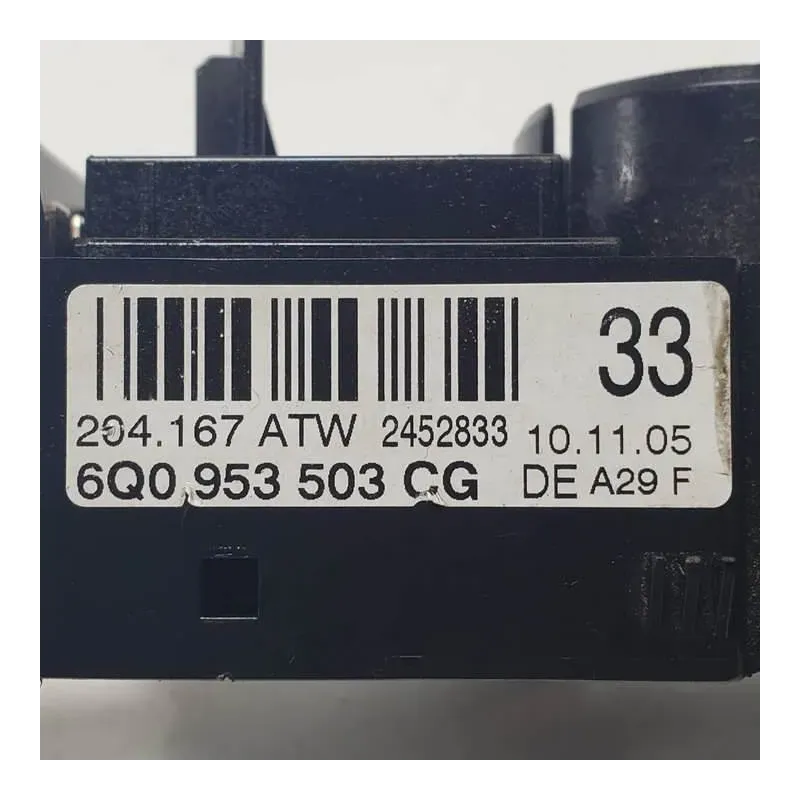 33
204.167 ATW 2452833 10.11.05
6Q0 953 503 CG DE A29 F